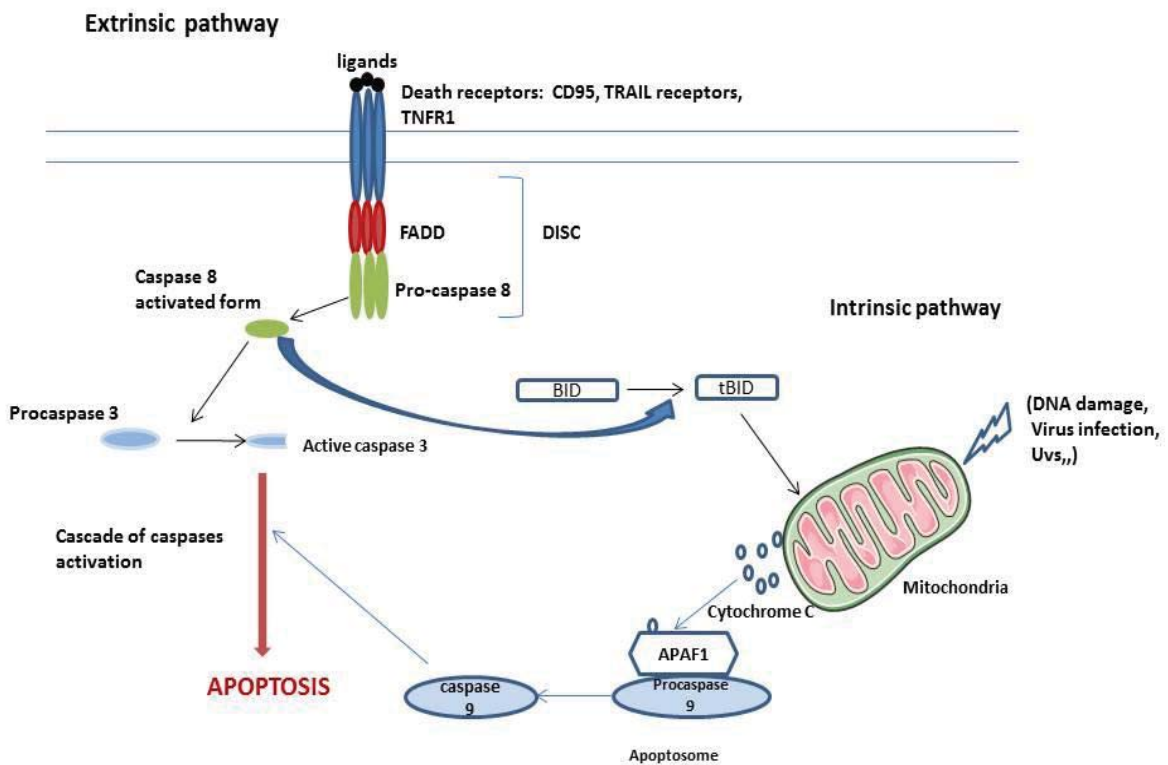 Extrinsic pathway
ligands
Death receptors: CD95, TRAIL receptors,
TNFR1
FADD
DISC
Caspase 8
activated form
Pro-caspase 8
Intrinsic pathway
BID
tBID
(DNA damage,
Virus infection,
Uvs,,)
Procaspase 3
Active caspase 3
Cascade of caspases
activation
Mitochondria
Cytochrome C
APAF1
APOPTOSIS
caspase
9
Procaspase
9
Apoptosome